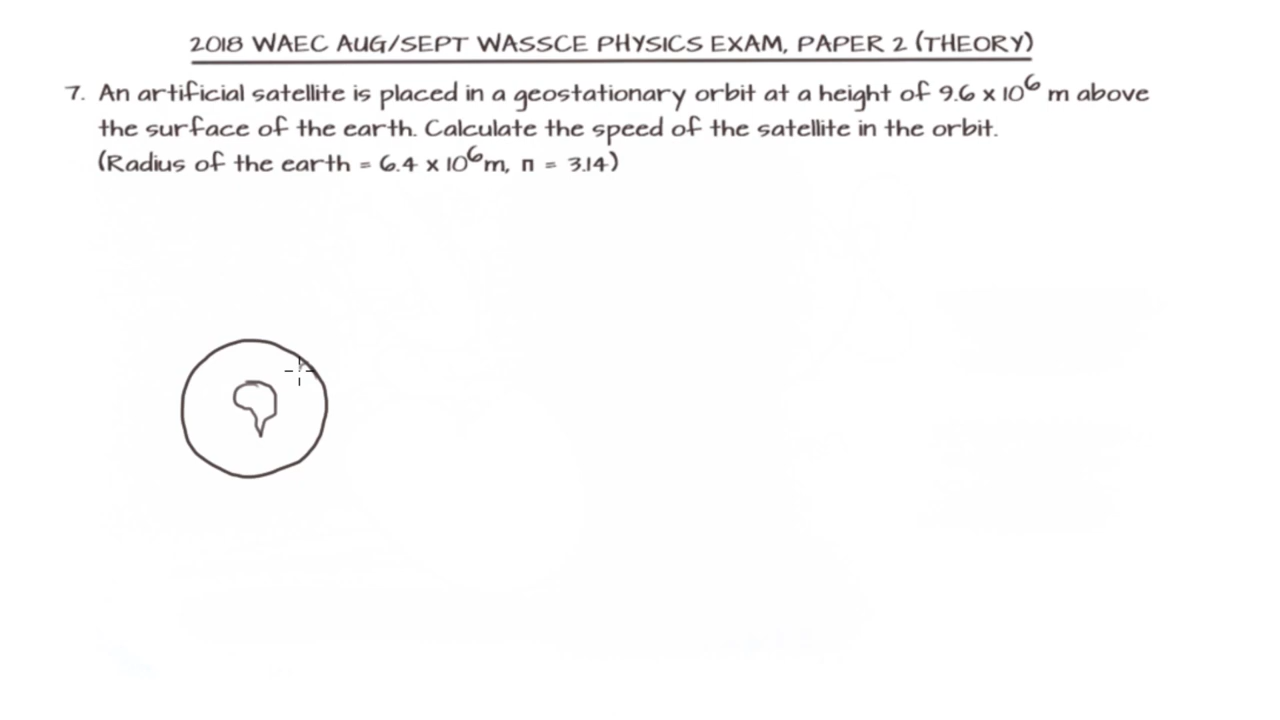 2018 WAEC AUG/SEPT WASSCE PHYSICS EXAM, PAPER 2 (THEORY)
7. An artificial satellite is placed in a geostationary orbit at a height of 9.6 x 10⁶ m above
the surface of the earth. Calculate the speed of the satellite in the orbit.
(Radius of the earth = 6.4 x 10⁶m, π = 3.14)